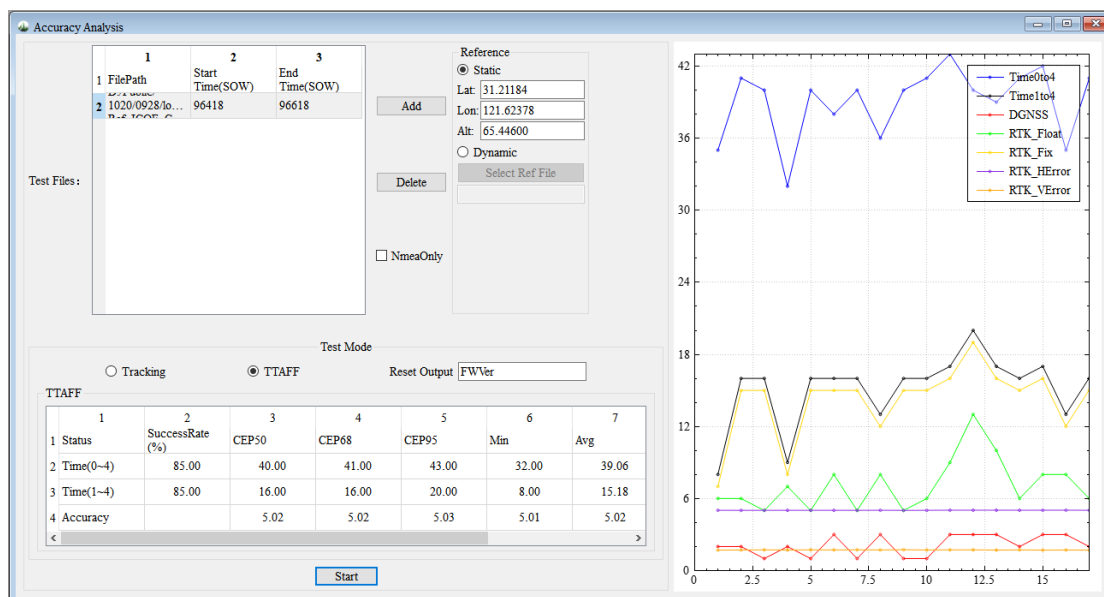 Accuracy Analysis
1 2 3
1 FilePath Start Time(SOW) End Time(SOW)
2 1020/0928/lo... 96418 96618
Test Files:
Add
Delete
NmeaOnly
Reference
Static
Lat: 31.21184
Lon: 121.62378
Alt: 65.44600
Dynamic
Select Ref File
Test Mode
Tracking TTAFF Reset Output FWVer
TTAFF
1 2 3 4 5 6 7
1 Status SuccessRate (%) CEP50 CEP68 CEP95 Min Avg
2 Time(0~4) 85.00 40.00 41.00 43.00 32.00 39.06
3 Time(1~4) 85.00 16.00 16.00 20.00 8.00 15.18
4 Accuracy 5.02 5.02 5.03 5.01 5.02
Start
Time0to4
Time1to4
DGNSS
RTK_Float
RTK_Fix
RTK_HError
RTK_VError
42
36
30
24
18
12
6
0
0 2.5 5 7.5 10 12.5 15